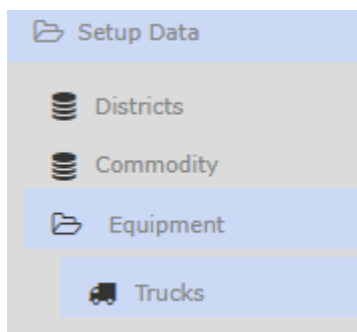 Setup Data
Districts
Commodity
Equipment
Trucks